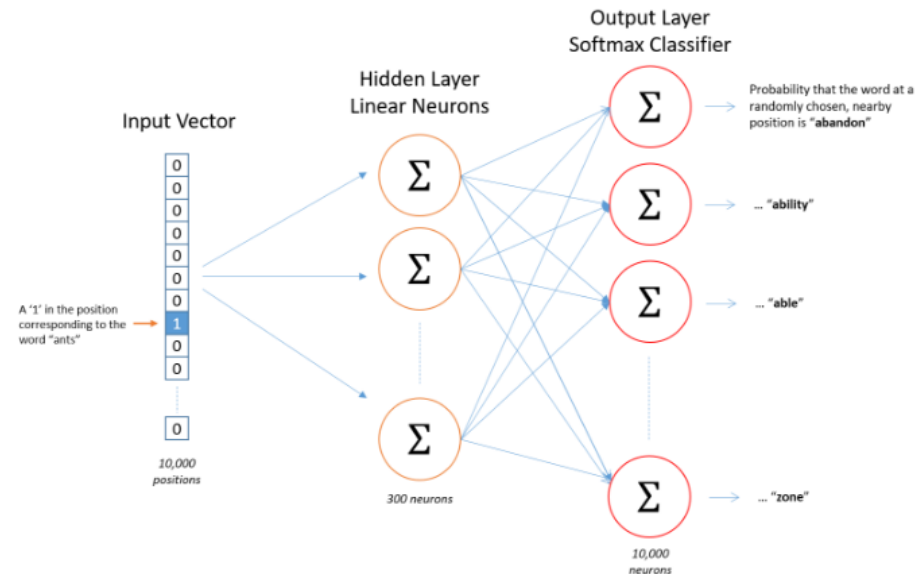 Output Layer
Softmax Classifier
Hidden Layer
Linear Neurons
Input Vector
0
0
0
0
0
0
0
1
0
0
0
A ‘1’ in the position
corresponding to the
word “ants”
10,000
positions
Σ
Σ
Σ
300 neurons
Σ
Σ
Σ
Σ
10,000
neurons
Probability that the word at a
randomly chosen, nearby
position is “abandon”
... “ability”
... “able”
... “zone”